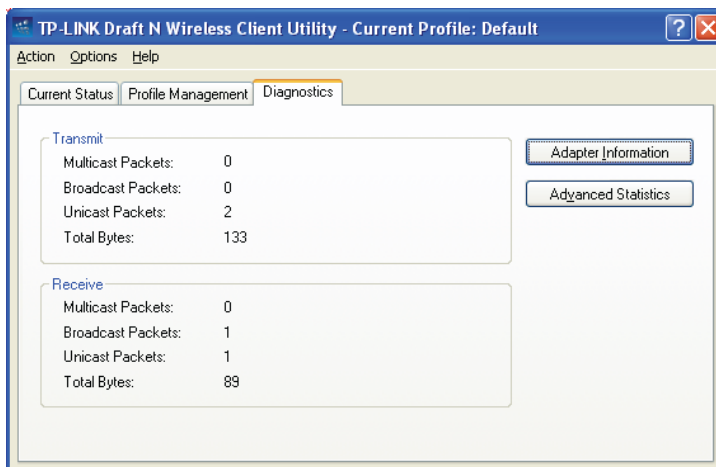 TP-LINK Draft N Wireless Client Utility - Current Profile: Default
Action Options Help
Current Status Profile Management Diagnostics
Transmit
Multicast Packets: 0
Broadcast Packets: 0
Unicast Packets: 2
Total Bytes: 133
Adapter Information
Advanced Statistics
Receive
Multicast Packets: 0
Broadcast Packets: 1
Unicast Packets: 1
Total Bytes: 89